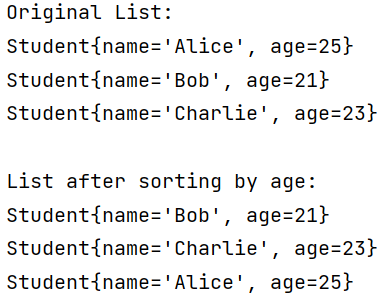 Original List:
Student{name='Alice', age=25}
Student{name='Bob', age=21}
Student{name='Charlie', age=23}

List after sorting by age:
Student{name='Bob', age=21}
Student{name='Charlie', age=23}
Student{name='Alice', age=25}